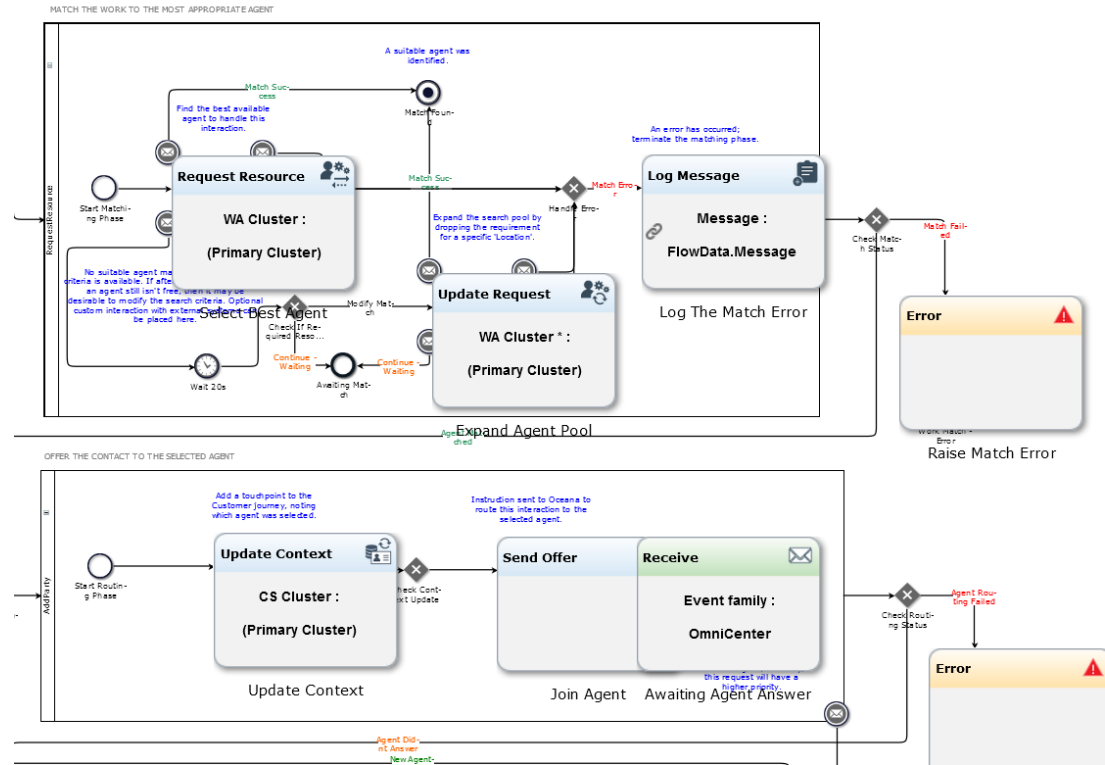 MATCH THE WORK TO THE MOST APPROPRIATE AGENT
RequestResource
A suitable agent was
identified.
Match Suc-
cess
Match Foun-
d
Find the best available
agent to handle this
interaction.
An error has occurred;
terminate the matching phase.
Request Resource
WA Cluster :
(Primary Cluster)
Select Best Agent
Start Matchi-
ng Phase
Match Suc-
cess
Handle Erro-
Match Erro-
r
Log Message
Message :
FlowData.Message
Log The Match Error
Expand the search pool by
dropping the requirement
for a specific 'Location'.
Check Matc-
h Status
Match Fail-
ed
No suitable agent
criteria is available. If
an agent still isn't free, then it may be
desirable to modify the search criteria. Optional
custom interaction with external
be placed here.
Check If Re-
quired Reso...
Modify Mat-
ch
Update Request
WA Cluster * :
(Primary Cluster)
Expand Agent Pool
Continue -
Waiting
Continue -
Waiting
Wait 20s
Awaiting Mat-
ch
Error
Work Match -
Error
Raise Match Error
OFFER THE CONTACT TO THE SELECTED AGENT
AddParty
Add a touchpoint to the
Customer journey, noting
which agent was selected.
Instruction sent to Oceana to
route this interaction to the
selected agent.
Start Routin-
g Phase
Update Context
CS Cluster :
(Primary Cluster)
Update Context
Check Cont-
ext Update
Send Offer
Join Agent
Receive
Event family :
OmniCenter
this request will have a
higher priority.
Awaiting Agent Answer
Check Routi-
ng Status
Agent Rou-
ting Failed
Error
Agent Did-
nt Answer
New Agent-